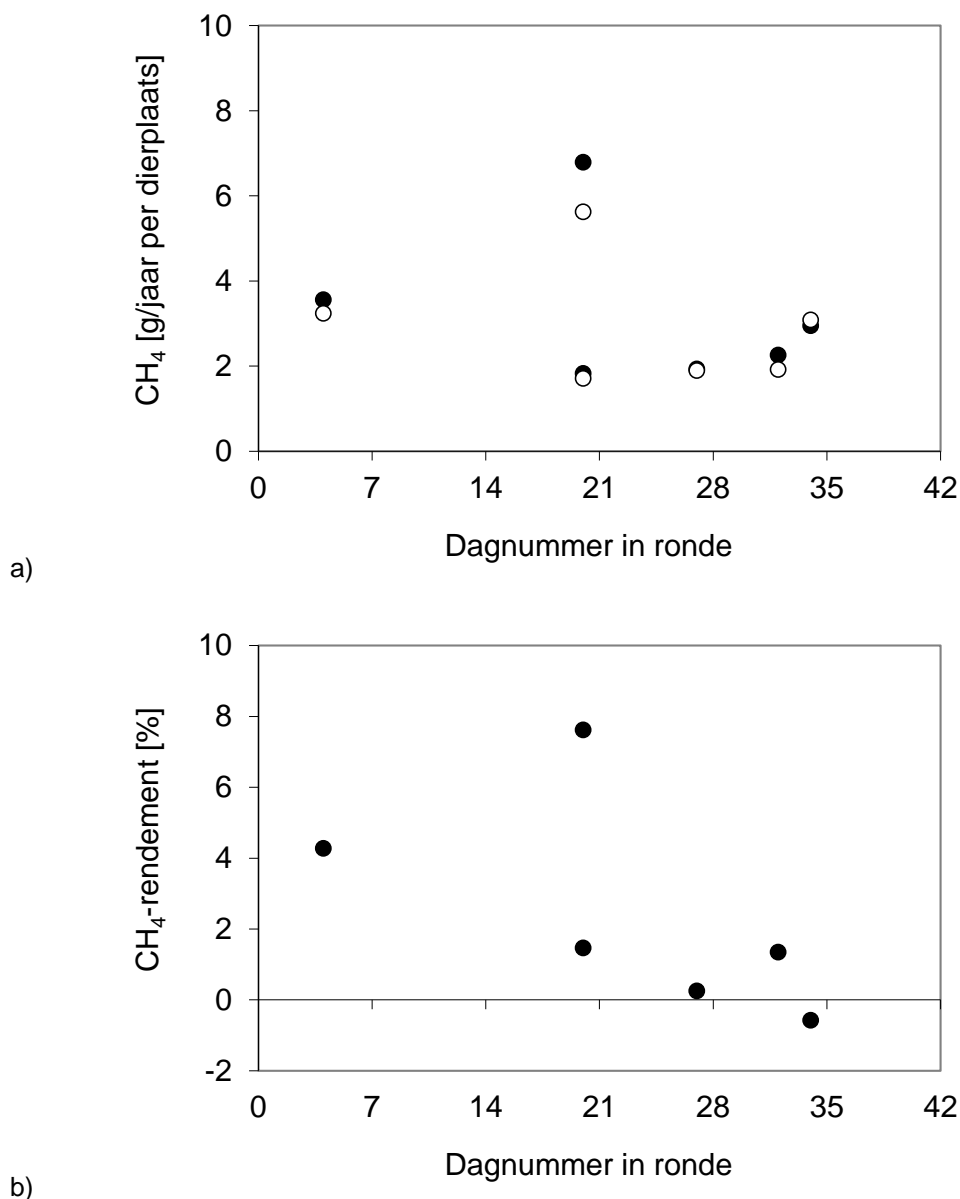 10
8
6
4
2
0
CH₄ [g/jaar per dierplaats]
0 7 14 21 28 35 42
Dagnummer in ronde
a)
10
8
6
4
2
0
-2
CH₄-rendement [%]
0 7 14 21 28 35 42
Dagnummer in ronde
b)